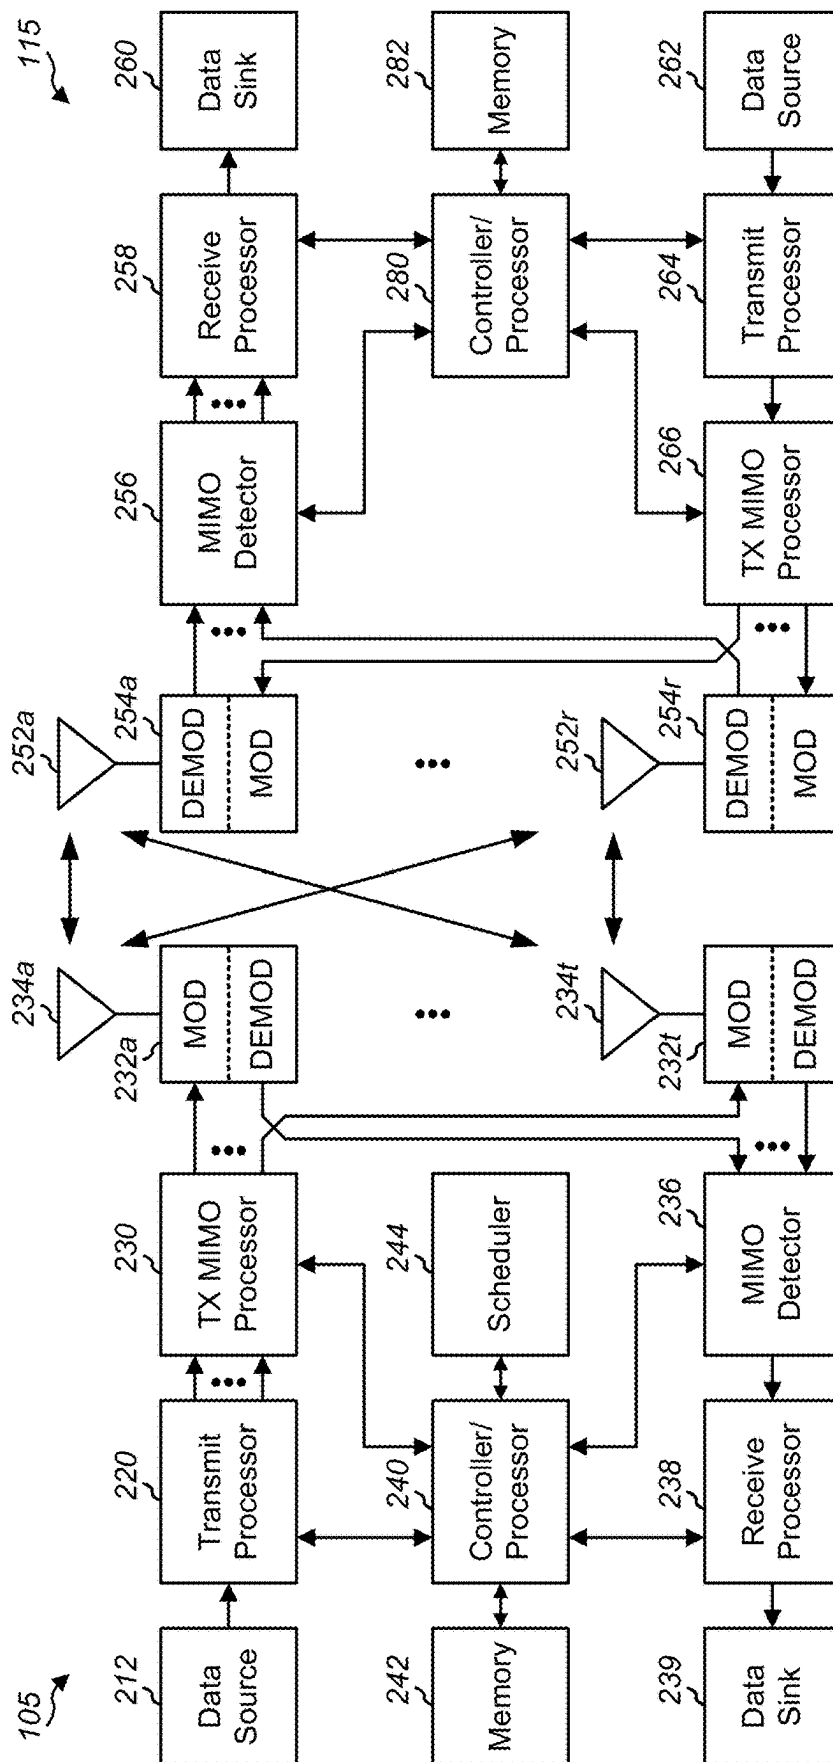 105
115
212
Data
Source
220
Transmit
Processor
230
TX MIMO
Processor
232a
MOD
DEMOD
234a
252a
254a
DEMOD
MOD
256
MIMO
Detector
258
Receive
Processor
260
Data
Sink
242
Memory
240
Controller/
Processor
244
Scheduler
280
Controller/
Processor
282
Memory
239
Data
Sink
238
Receive
Processor
236
MIMO
Detector
232t
MOD
DEMOD
234t
252r
254r
DEMOD
MOD
266
TX MIMO
Processor
264
Transmit
Processor
262
Data
Source